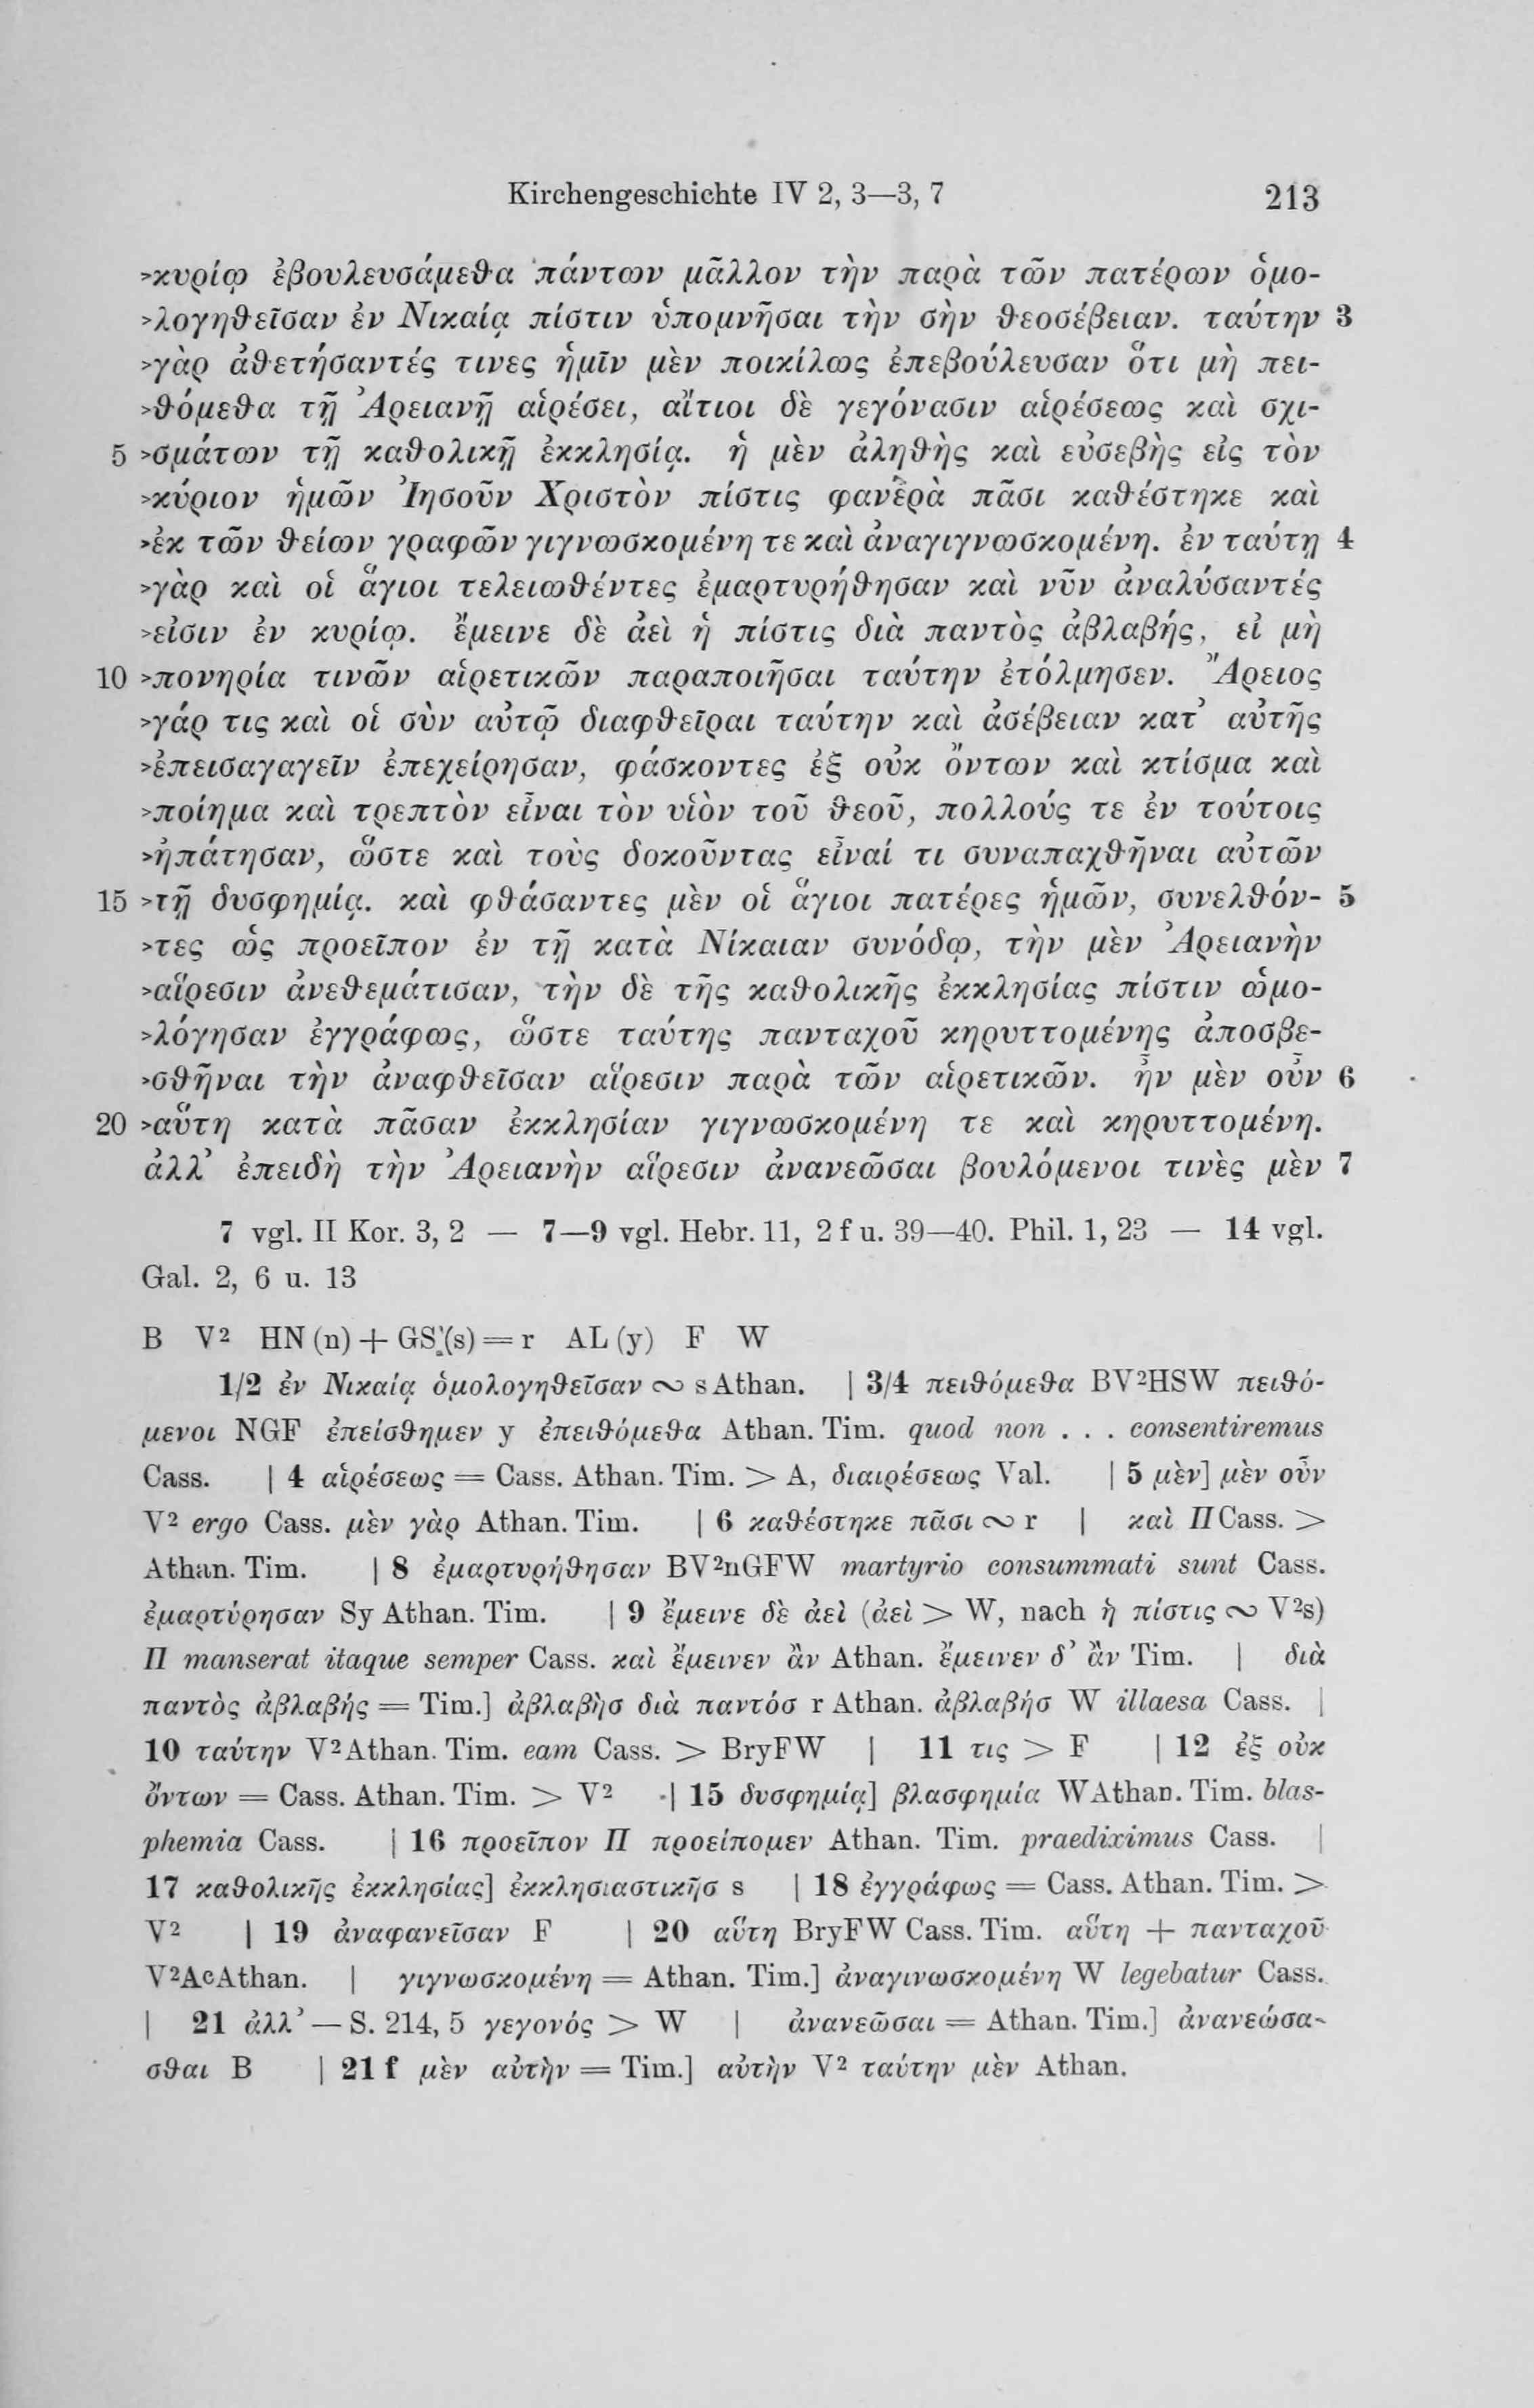 Kirchengeschichte IV 2, 3—3, 7 213
>κυρίῳ ἐβουλευσάμεθα πάντων μᾶλλον τὴν παρὰ τῶν πατέρων ὁμο-
>λογηθεῖσαν ἐν Νικαίᾳ πίστιν ὑπομνῆσαι τὴν σὴν θεοσέβειαν. ταύτην 3
>γὰρ ἀθετήσαντές τινες ἡμῖν μὲν ποικίλως ἐπεβούλευσαν ὅτι μὴ πει-
>θόμεθα τῇ Ἀρειανῇ αἱρέσει, αἴτιοι δὲ γεγόνασιν αἱρέσεως καὶ σχι-
5 >σμάτων τῇ καθολικῇ ἐκκλησίᾳ. ἡ μὲν ἀληθὴς καὶ εὐσεβὴς εἰς τὸν
>κύριον ἡμῶν Ἰησοῦν Χριστὸν πίστις φανερὰ πᾶσι καθέστηκε καὶ
>ἐκ τῶν θείων γραφῶν γιγνωσκομένη τε καὶ ἀναγιγνωσκομένη. ἐν ταύτῃ 4
>γὰρ καὶ οἱ ἅγιοι τελειωθέντες ἐμαρτυρήθησαν καὶ νῦν ἀναλύσαντές
>εἰσιν ἐν κυρίῳ. ἔμεινε δὲ ἀεὶ ἡ πίστις διὰ παντὸς ἀβλαβής, εἰ μὴ
10 >πονηρία τινῶν αἱρετικῶν παραποιῆσαι ταύτην ἐτόλμησεν. Ἄρειος
>γάρ τις καὶ οἱ σὺν αὐτῷ διαφθεῖραι ταύτην καὶ ἀσέβειαν κατ᾽ αὐτῆς
>ἐπεισαγαγεῖν ἐπεχείρησαν, φάσκοντες ἐξ οὐκ ὄντων καὶ κτίσμα καὶ
>ποίημα καὶ τρεπτὸν εἶναι τὸν υἱὸν τοῦ θεοῦ, πολλούς τε ἐν τούτοις
>ἠπάτησαν, ὥστε καὶ τοὺς δοκοῦντας εἶναί τι συναπαχθῆναι αὐτῶν
15 >τῇ δυσφημίᾳ. καὶ φθάσαντες μὲν οἱ ἅγιοι πατέρες ἡμῶν, συνελθόν- 5
>τες ὡς προεῖπον ἐν τῇ κατὰ Νίκαιαν συνόδῳ, τὴν μὲν Ἀρειανὴν
>αἵρεσιν ἀνεθεμάτισαν, τὴν δὲ τῆς καθολικῆς ἐκκλησίας πίστιν ὡμο-
>λόγησαν ἐγγράφως, ὥστε ταύτης πανταχοῦ κηρυττομένης ἀποσβε-
>σθῆναι τὴν ἀναφθεῖσαν αἵρεσιν παρὰ τῶν αἱρετικῶν. ἦν μὲν οὖν 6
20 >αὕτη κατὰ πᾶσαν ἐκκλησίαν γιγνωσκομένη τε καὶ κηρυττομένη.
ἀλλ᾽ ἐπειδὴ τὴν Ἀρειανὴν αἵρεσιν ἀνανεῶσαι βουλόμενοι τινὲς μὲν 7
7 vgl. II Kor. 3, 2 — 7—9 vgl. Hebr. 11, 2 f u. 39—40. Phil. 1, 23 — 14 vgl.
Gal. 2, 6 u. 13
B V² HN (n) + GS (s) = r AL (y) F W
1/2 ἐν Νικαίᾳ ὁμολογηθεῖσαν ∾ s Athan. | 3/4 πειθόμεθα BV²HSW πειθό-
μενοι NGF ἐπείσθημεν y ἐπειθόμεθα Athan. Tim. quod non . . . consentiremus
Cass. | 4 αἱρέσεως = Cass. Athan. Tim. > A, διαιρέσεως Val. | 5 μὲν] μὲν οὖν
V² ergo Cass. μὲν γὰρ Athan. Tim. | 6 καθέστηκε πᾶσι ∾ r | καὶ Π Cass. >
Athan. Tim. | 8 ἐμαρτυρήθησαν BV²nGFW martyrio consummati sunt Cass.
ἐμαρτύρησαν Sy Athan. Tim. | 9 ἔμεινε δὲ ἀεὶ (ἀεὶ > W, nach ἡ πίστις ∾ V²s)
Π manserat itaque semper Cass. καὶ ἔμεινεν ἂν Athan. ἔμεινεν δ᾽ ἂν Tim. | διὰ
παντὸς ἀβλαβής = Tim.] ἀβλαβὴσ διὰ παντόσ r Athan. ἀβλαβήσ W illaesa Cass. |
10 ταύτην V² Athan. Tim. eam Cass. > BryFW | 11 τις > F | 12 ἐξ οὐκ
ὄντων = Cass. Athan. Tim. > V² | 15 δυσφημίᾳ] βλασφημία W Athan. Tim. blas-
phemia Cass. | 16 προεῖπον Π προείπομεν Athan. Tim. praediximus Cass. |
17 καθολικῆς ἐκκλησίας] ἐκκλησιαστικῆσ s | 18 ἐγγράφως = Cass. Athan. Tim. >
V² | 19 ἀναφανεῖσαν F | 20 αὕτη BryFW Cass. Tim. αὕτη + πανταχοῦ
V²Aᶜ Athan. | γιγνωσκομένη = Athan. Tim.] ἀναγινωσκομένη W legebatur Cass.
| 21 ἀλλ᾽ — S. 214, 5 γεγονός > W | ἀνανεῶσαι = Athan. Tim.] ἀνανεώσα-
σθαι B | 21 f μὲν αὐτὴν = Tim.] αὐτὴν V² ταύτην μὲν Athan.